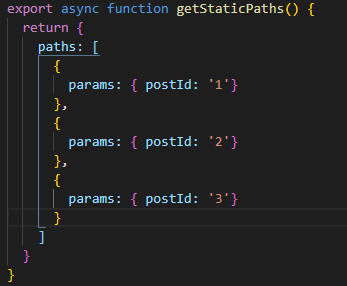 export async function getStaticPaths() {
  return {
    paths: [
      {
        params: { postId: '1'}
      },
      {
        params: { postId: '2'}
      },
      {
        params: { postId: '3'}
      }
    ]
  }
}